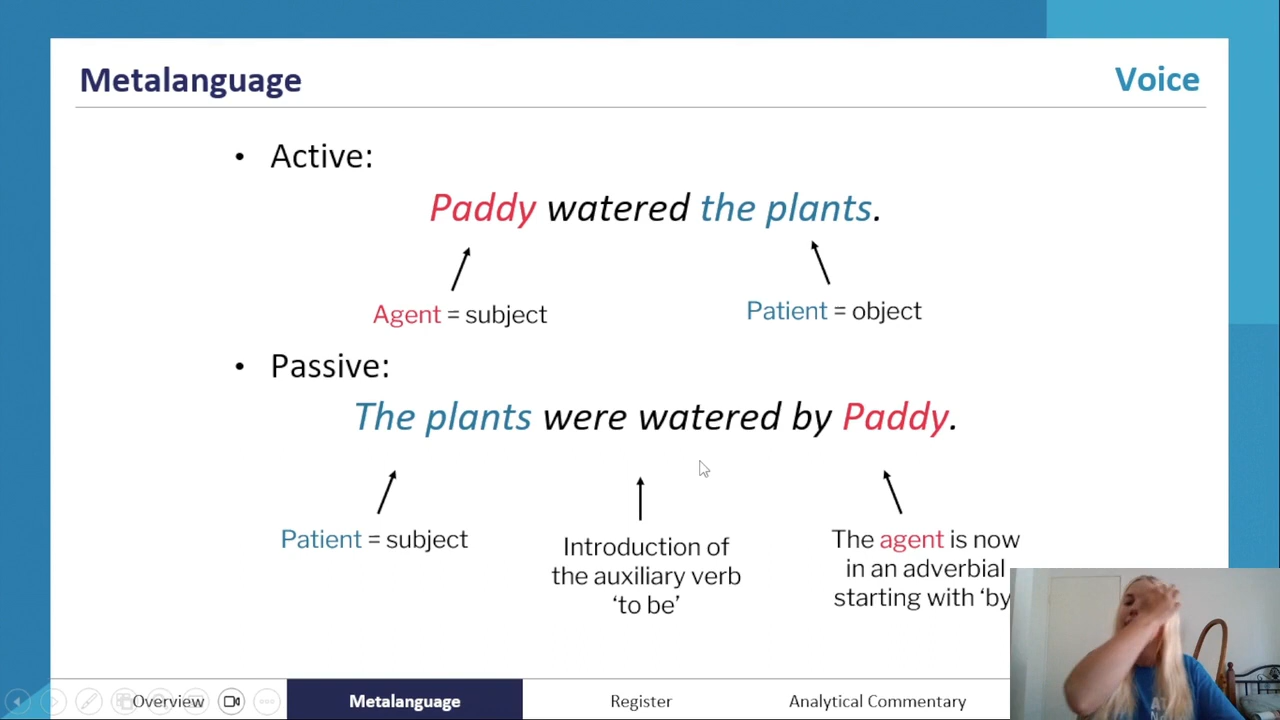 Metalanguage
Voice
• Active:
Paddy watered the plants.
Agent = subject
Patient = object
• Passive:
The plants were watered by Paddy.
Patient = subject
Introduction of
the auxiliary verb
‘to be’
The agent is now
in an adverbial
starting with ‘by
Overview
Metalanguage
Register
Analytical Commentary